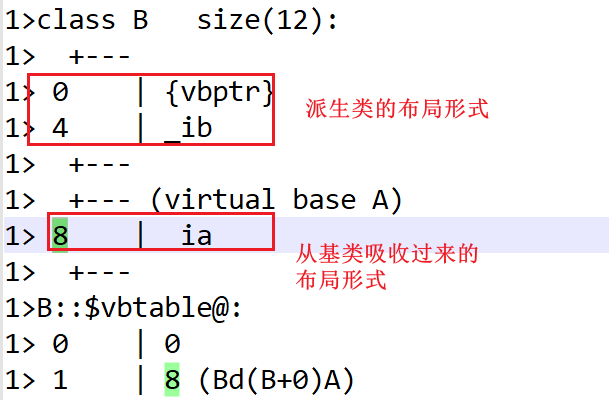 1>class B   size(12):
1>  +---
1> 0    | {vbptr}
派生类的布局形式
1> 4    | _ib
1>  +---
1>  +--- (virtual base A)
1> 8    |  ia
从基类吸收过来的
布局形式
1>  +---
1>B::$vbtable@:
1> 0    | 0
1> 1    | 8 (Bd(B+0)A)